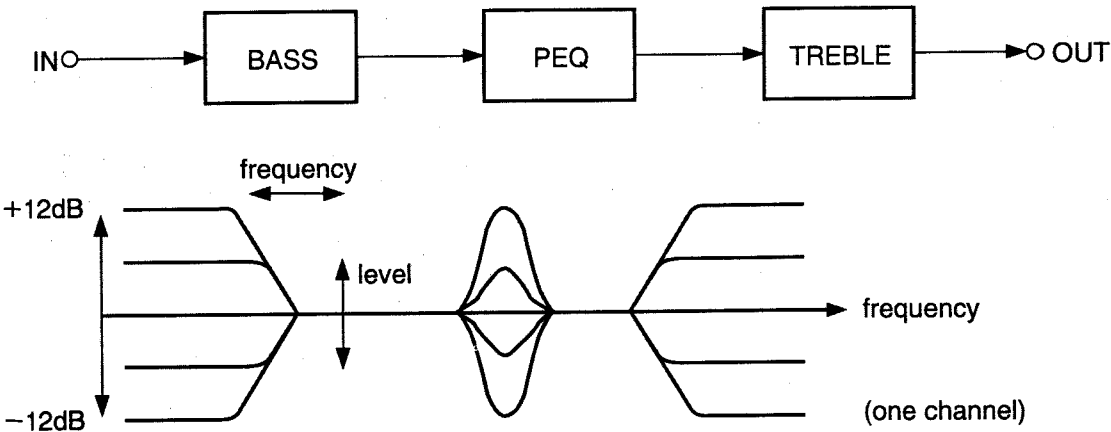 IN BASS PEQ TREBLE OUT
frequency
+12dB
level
frequency
−12dB
(one channel)